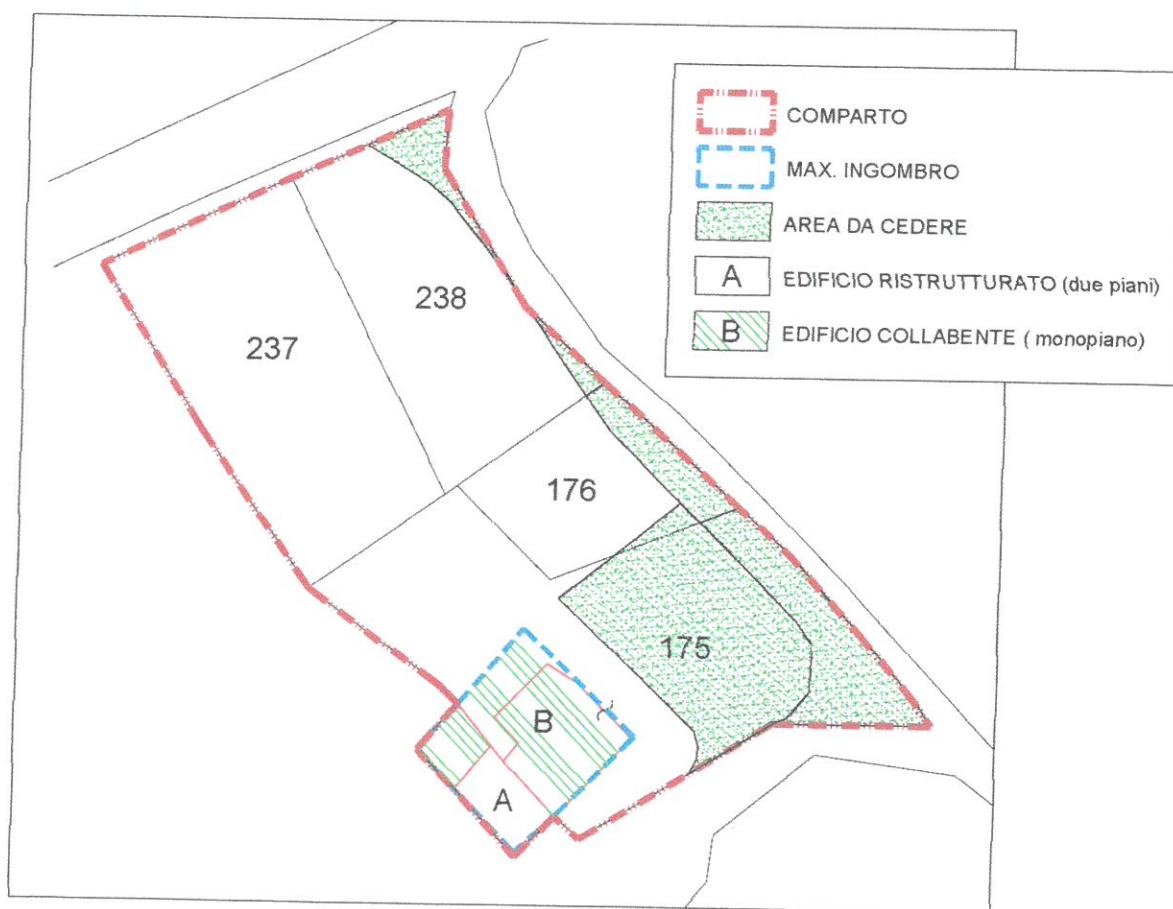 COMPARTO
MAX. INGOMBRO
AREA DA CEDERE
A EDIFICIO RISTRUTTURATO (due piani)
B EDIFICIO COLLABENTE ( monopiano)
238
237
176
175
B
A